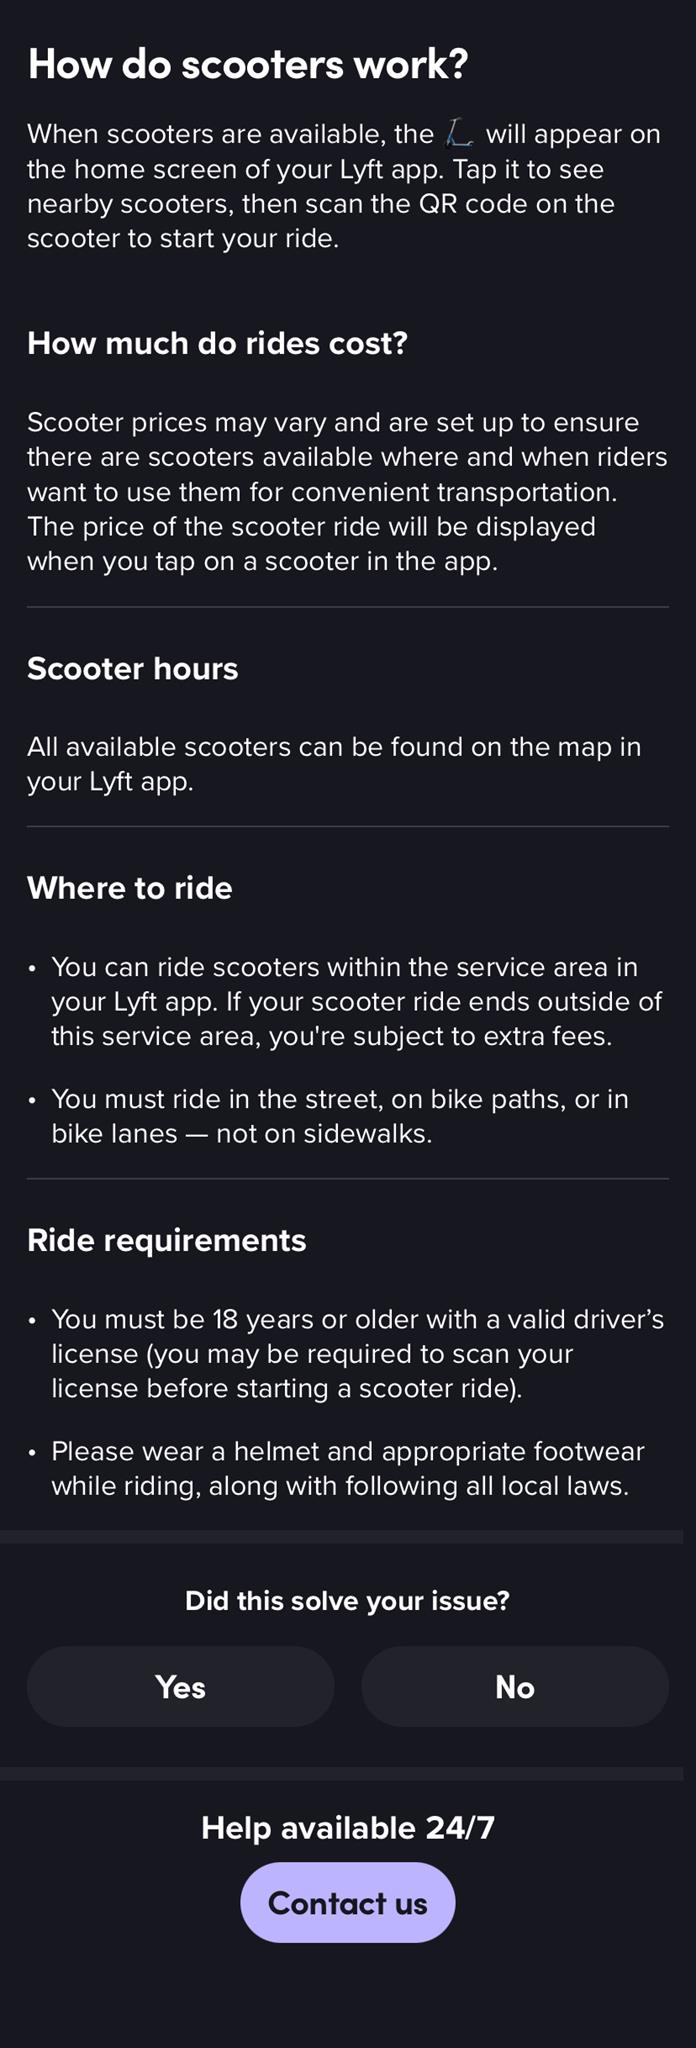 How do scooters work?
When scooters are available, the 🛴 will appear on
the home screen of your Lyft app. Tap it to see
nearby scooters, then scan the QR code on the
scooter to start your ride.
How much do rides cost?
Scooter prices may vary and are set up to ensure
there are scooters available where and when riders
want to use them for convenient transportation.
The price of the scooter ride will be displayed
when you tap on a scooter in the app.
Scooter hours
All available scooters can be found on the map in
your Lyft app.
Where to ride
• You can ride scooters within the service area in
your Lyft app. If your scooter ride ends outside of
this service area, you're subject to extra fees.
• You must ride in the street, on bike paths, or in
bike lanes — not on sidewalks.
Ride requirements
• You must be 18 years or older with a valid driver’s
license (you may be required to scan your
license before starting a scooter ride).
• Please wear a helmet and appropriate footwear
while riding, along with following all local laws.
Did this solve your issue?
Yes No
Help available 24/7
Contact us